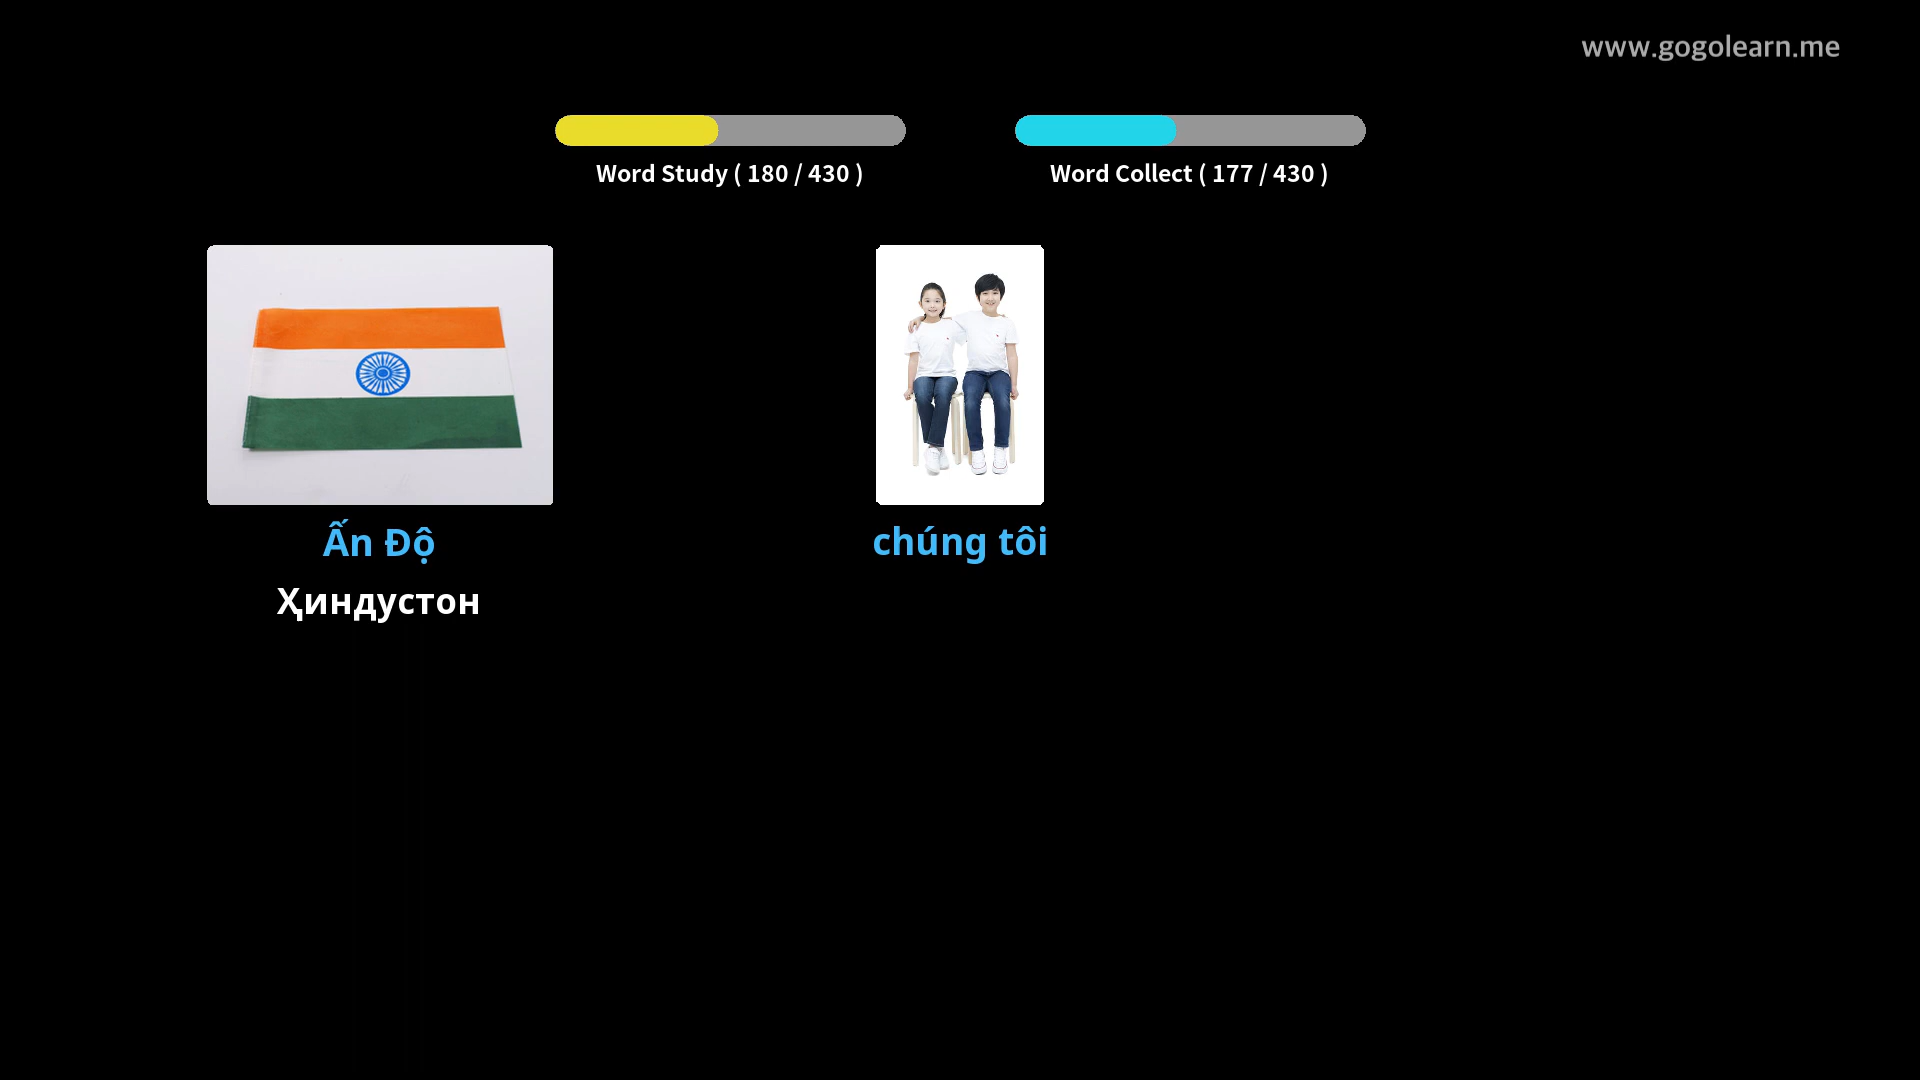 www.gogolearn.me
Word Study ( 180 / 430 )
Word Collect ( 177 / 430 )
Ấn Độ
chúng tôi
Ҳиндустон